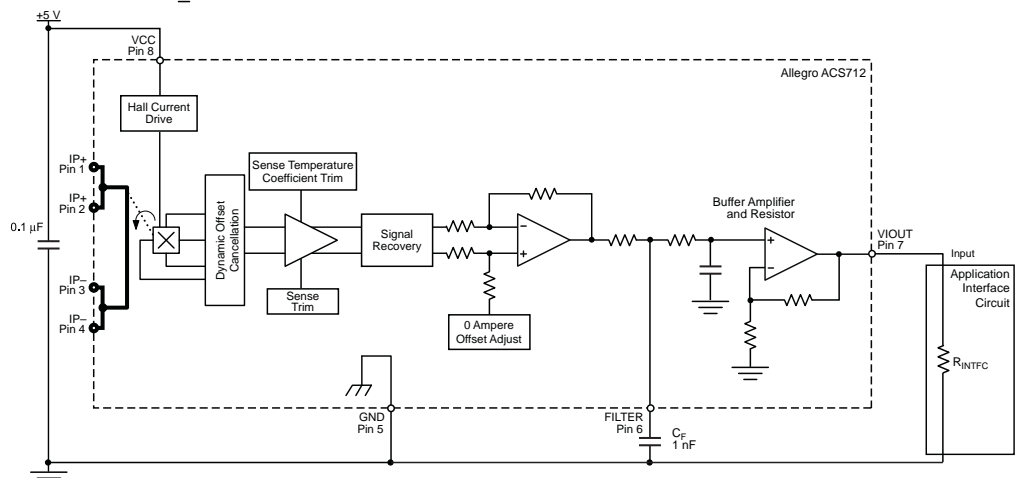 +5 V
VCC
Pin 8
Allegro ACS712
Hall Current
Drive
IP+
Pin 1
IP+
Pin 2
IP–
Pin 3
IP–
Pin 4
0.1 μF
Dynamic Offset
Cancellation
Sense Temperature
Coefficient Trim
Sense
Trim
Signal
Recovery
0 Ampere
Offset Adjust
Buffer Amplifier
and Resistor
VIOUT
Pin 7
Input
Application
Interface
Circuit
RINTFC
GND
Pin 5
FILTER
Pin 6
CF
1 nF